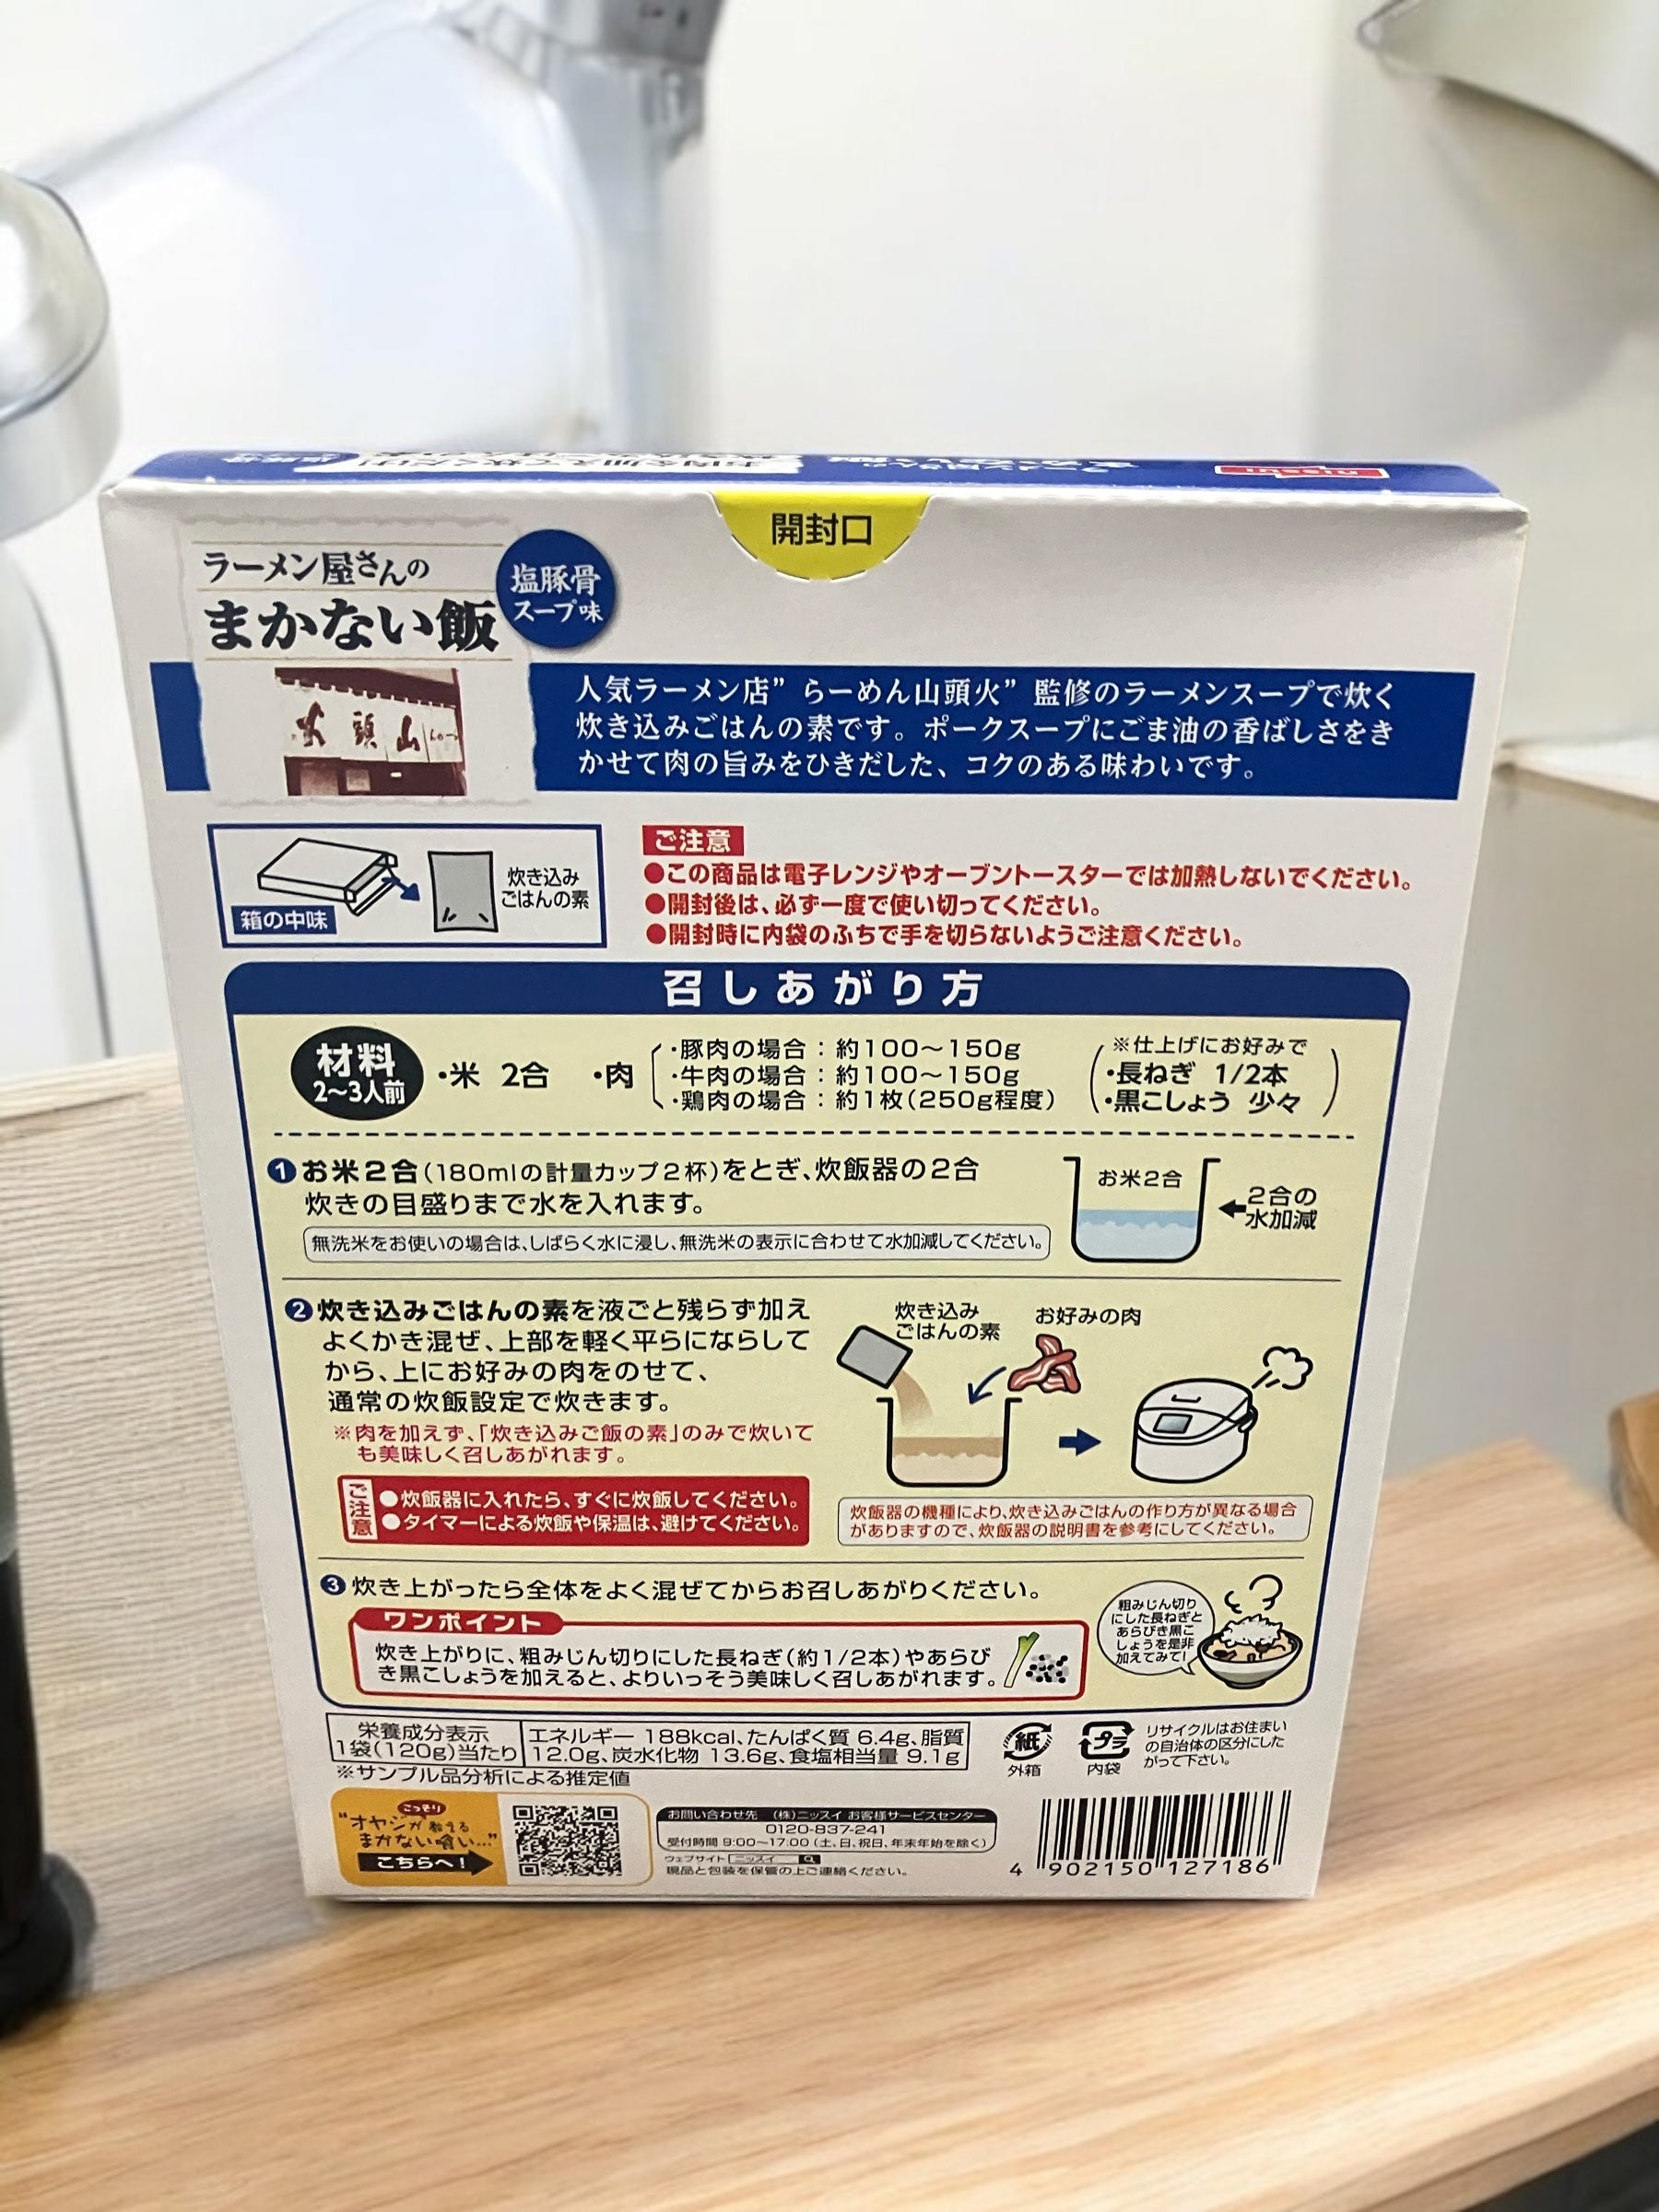 nissui
開封口
ラーメン屋さんの
まかない飯
塩豚骨
スープ味
人気ラーメン店”らーめん山頭火”監修のラーメンスープで炊く
炊き込みごはんの素です。ポークスープにごま油の香ばしさをき
かせて肉の旨みをひきだした、コクのある味わいです。
火 頭 山
炊き込み
ごはんの素
箱の中味
ご注意
●この商品は電子レンジやオーブントースターでは加熱しないでください。
●開封後は、必ず一度で使い切ってください。
●開封時に内袋のふちで手を切らないようご注意ください。
召しあがり方
材料
2〜3人前
・米 2合 ・肉
・豚肉の場合：約100〜150g
・牛肉の場合：約100〜150g
・鶏肉の場合：約1枚(250g程度)
※仕上げにお好みで
・長ねぎ 1/2本
・黒こしょう 少々
❶お米2合(180mlの計量カップ2杯)をとぎ、炊飯器の2合
炊きの目盛りまで水を入れます。
無洗米をお使いの場合は、しばらく水に浸し、無洗米の表示に合わせて水加減してください。
お米2合
2合の
水加減
❷炊き込みごはんの素を液ごと残らず加え
よくかき混ぜ、上部を軽く平らにならして
から、上にお好みの肉をのせて、
通常の炊飯設定で炊きます。
※肉を加えず、「炊き込みご飯の素」のみで炊いて
も美味しく召しあがれます。
ご注意
●炊飯器に入れたら、すぐに炊飯してください。
●タイマーによる炊飯や保温は、避けてください。
炊き込み
ごはんの素
お好みの肉
炊飯器の機種により、炊き込みごはんの作り方が異なる場合
がありますので、炊飯器の説明書を参考にしてください。
❸炊き上がったら全体をよく混ぜてからお召しあがりください。
ワンポイント
炊き上がりに、粗みじん切りにした長ねぎ(約1/2本)やあらび
き黒こしょうを加えると、よりいっそう美味しく召しあがれます。
粗みじん切り
にした長ねぎと
あらびき黒こ
しょうを是非
加えてみて!
栄養成分表示
1袋(120g)当たり
エネルギー 188kcal、たんぱく質 6.4g、脂質
12.0g、炭水化物 13.6g、食塩相当量 9.1g
※サンプル品分析による推定値
紙
外箱
プラ
内袋
リサイクルはお住まい
の自治体の区分にした
がって下さい。
こっそり
“オヤジが教える
まかない喰い…”
こちらへ!
お問い合わせ先 (株)ニッスイ お客様サービスセンター
0120-837-241
受付時間 9:00〜17:00(土、日、祝日、年末年始を除く)
ウェブサイト ニッスイ
現品と包装を保管の上ご連絡ください。
4 902150 127186